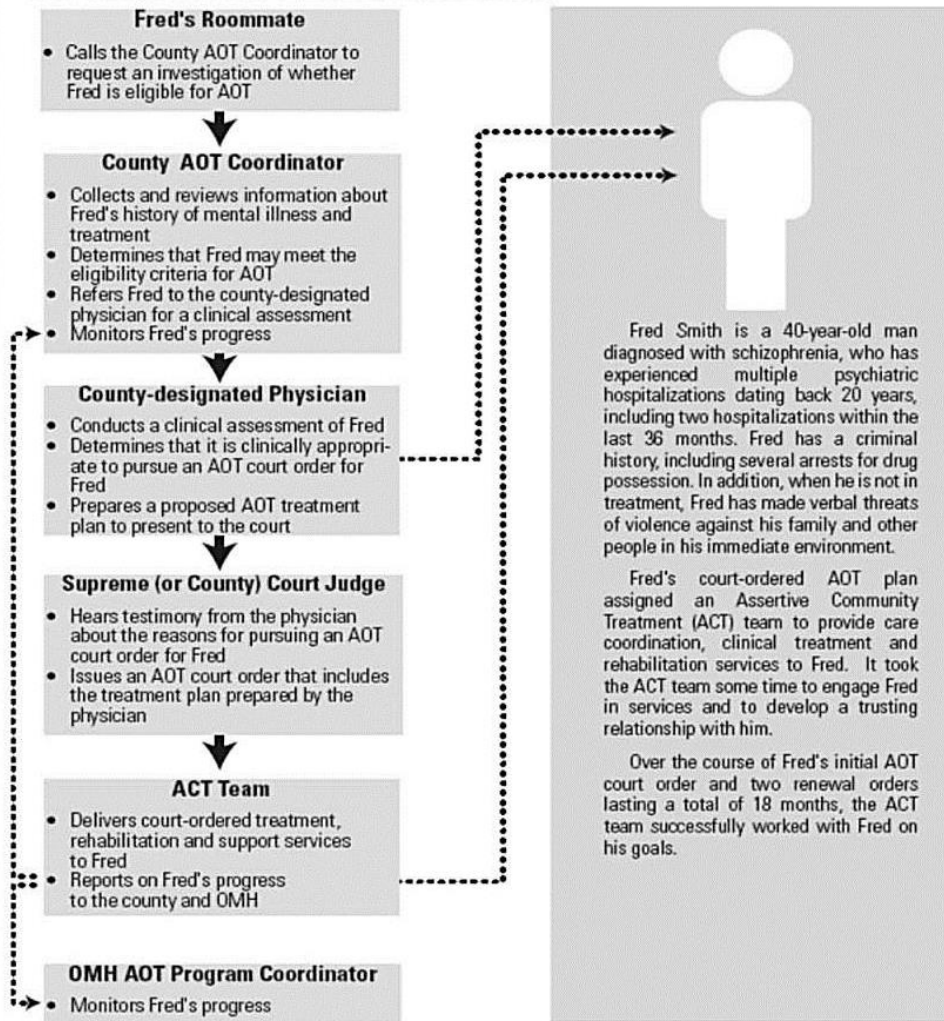 Fred's Roommate
• Calls the County AOT Coordinator to
request an investigation of whether
Fred is eligible for AOT
County AOT Coordinator
• Collects and reviews information about
Fred's history of mental illness and
treatment
• Determines that Fred may meet the
eligibility criteria for AOT
• Refers Fred to the county-designated
physician for a clinical assessment
• Monitors Fred's progress
County-designated Physician
• Conducts a clinical assessment of Fred
• Determines that it is clinically appropri-
ate to pursue an AOT court order for
Fred
• Prepares a proposed AOT treatment
plan to present to the court
Supreme (or County) Court Judge
• Hears testimony from the physician
about the reasons for pursuing an AOT
court order for Fred
• Issues an AOT court order that includes
the treatment plan prepared by the
physician
ACT Team
• Delivers court-ordered treatment,
rehabilitation and support services
to Fred
• Reports on Fred's progress
to the county and OMH
OMH AOT Program Coordinator
• Monitors Fred's progress
Fred Smith is a 40-year-old man
diagnosed with schizophrenia, who has
experienced multiple psychiatric
hospitalizations dating back 20 years,
including two hospitalizations within the
last 36 months. Fred has a criminal
history, including several arrests for drug
possession. In addition, when he is not in
treatment, Fred has made verbal threats
of violence against his family and other
people in his immediate environment.
Fred's court-ordered AOT plan
assigned an Assertive Community
Treatment (ACT) team to provide care
coordination, clinical treatment and
rehabilitation services to Fred. It took
the ACT team some time to engage Fred
in services and to develop a trusting
relationship with him.
Over the course of Fred's initial AOT
court order and two renewal orders
lasting a total of 18 months, the ACT
team successfully worked with Fred on
his goals.